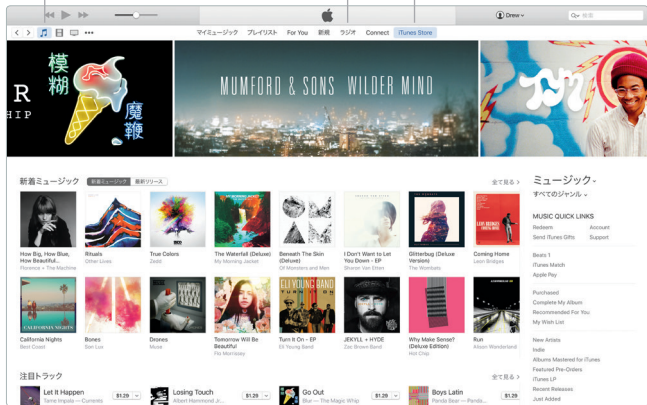 Drew
検索
マイミュージック プレイリスト For You 新規 ラジオ Connect iTunes Store
R
HIP
模糊
魔鞭
MUMFORD & SONS WILDER MIND
新着ミュージック 新着ミュージック 最新リリース 全て見る >
ミュージック
すべてのジャンル
MUSIC QUICK LINKS
Redeem Account
Send iTunes Gifts Support
Beats 1
iTunes Match
Apple Pay
Purchased
Complete My Album
Recommended For You
My Wish List
New Artists
Indie
Albums Mastered for iTunes
Featured Pre-Orders
iTunes LP
Recent Releases
Just Added
LEON BRIDGES
COMING HOME
How Big, How Blue, How Beautiful...
Florence + The Machine
Rituals
Other Lives
True Colors
Zedd
The Waterfall (Deluxe)
My Morning Jacket
Beneath The Skin (Deluxe)
Of Monsters and Men
I Don't Want to Let You Down - EP
Sharon Van Etten
Glitterbug (Deluxe Version)
The Wombats
Coming Home
Leon Bridges
CALIFORNIA NIGHTS
ELI YOUNG BAND
TURN IT ON
California Nights
Best Coast
Bones
Son Lux
Drones
Muse
Tomorrow Will Be Beautiful
Flo Morrissey
Turn It On - EP
Eli Young Band
JEKYLL + HYDE
Zac Brown Band
Why Make Sense? (Deluxe Edition)
Hot Chip
Run
Alison Wonderland
注目トラック 全て見る >
Let It Happen
Tame Impala — Currents
$1.29
Losing Touch
Albert Hammond Jr...
$1.29
Go Out
Blur — The Magic Whip
$1.29
Boys Latin
Panda Bear — Panda...
$1.29